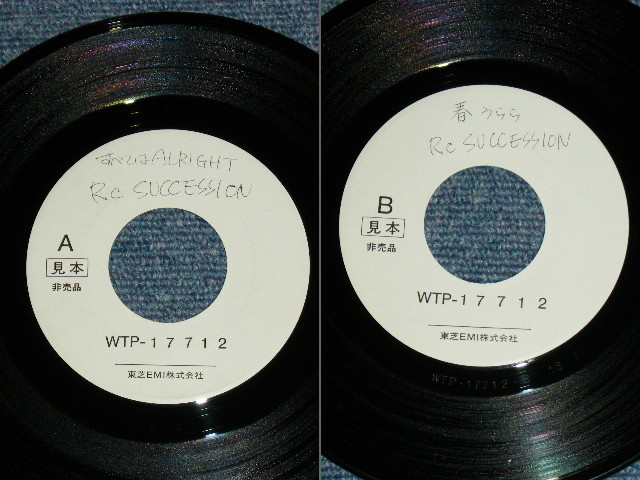 すべてはALRIGHT
RC SUCCESSION
A
見本
非売品
WTP-17712
東芝EMI株式会社
春うらら
RC SUCCESSION
B
見本
非売品
WTP-17712
東芝EMI株式会社
WTP-17712